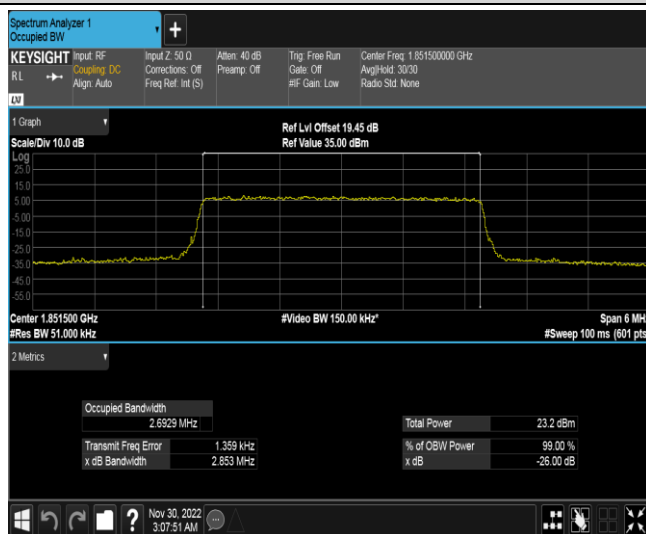 Spectrum Analyzer 1
Occupied BW
KEYSIGHT
Input: RF
Coupling: DC
Align: Auto
Input Z: 50 Ω
Corrections: Off
Freq Ref: Int (S)
Atten: 40 dB
Preamp: Off
Trig: Free Run
Gate: Off
#IF Gain: Low
Center Freq: 1.851500000 GHz
Avg|Hold: 30/30
Radio Std: None
R L
LXI
1 Graph
Scale/Div 10.0 dB
Ref Lvl Offset 19.45 dB
Ref Value 35.00 dBm
Log
25.0
15.0
5.00
-5.00
-15.0
-25.0
-35.0
-45.0
-55.0
Center 1.851500 GHz
#Video BW 150.00 kHz*
Span 6 MHz
#Res BW 51.000 kHz
#Sweep 100 ms (601 pts
2 Metrics
Occupied Bandwidth
2.6929 MHz
Total Power 23.2 dBm
Transmit Freq Error 1.359 kHz
% of OBW Power 99.00 %
x dB Bandwidth 2.853 MHz
x dB -26.00 dB
?
Nov 30, 2022
3:07:51 AM